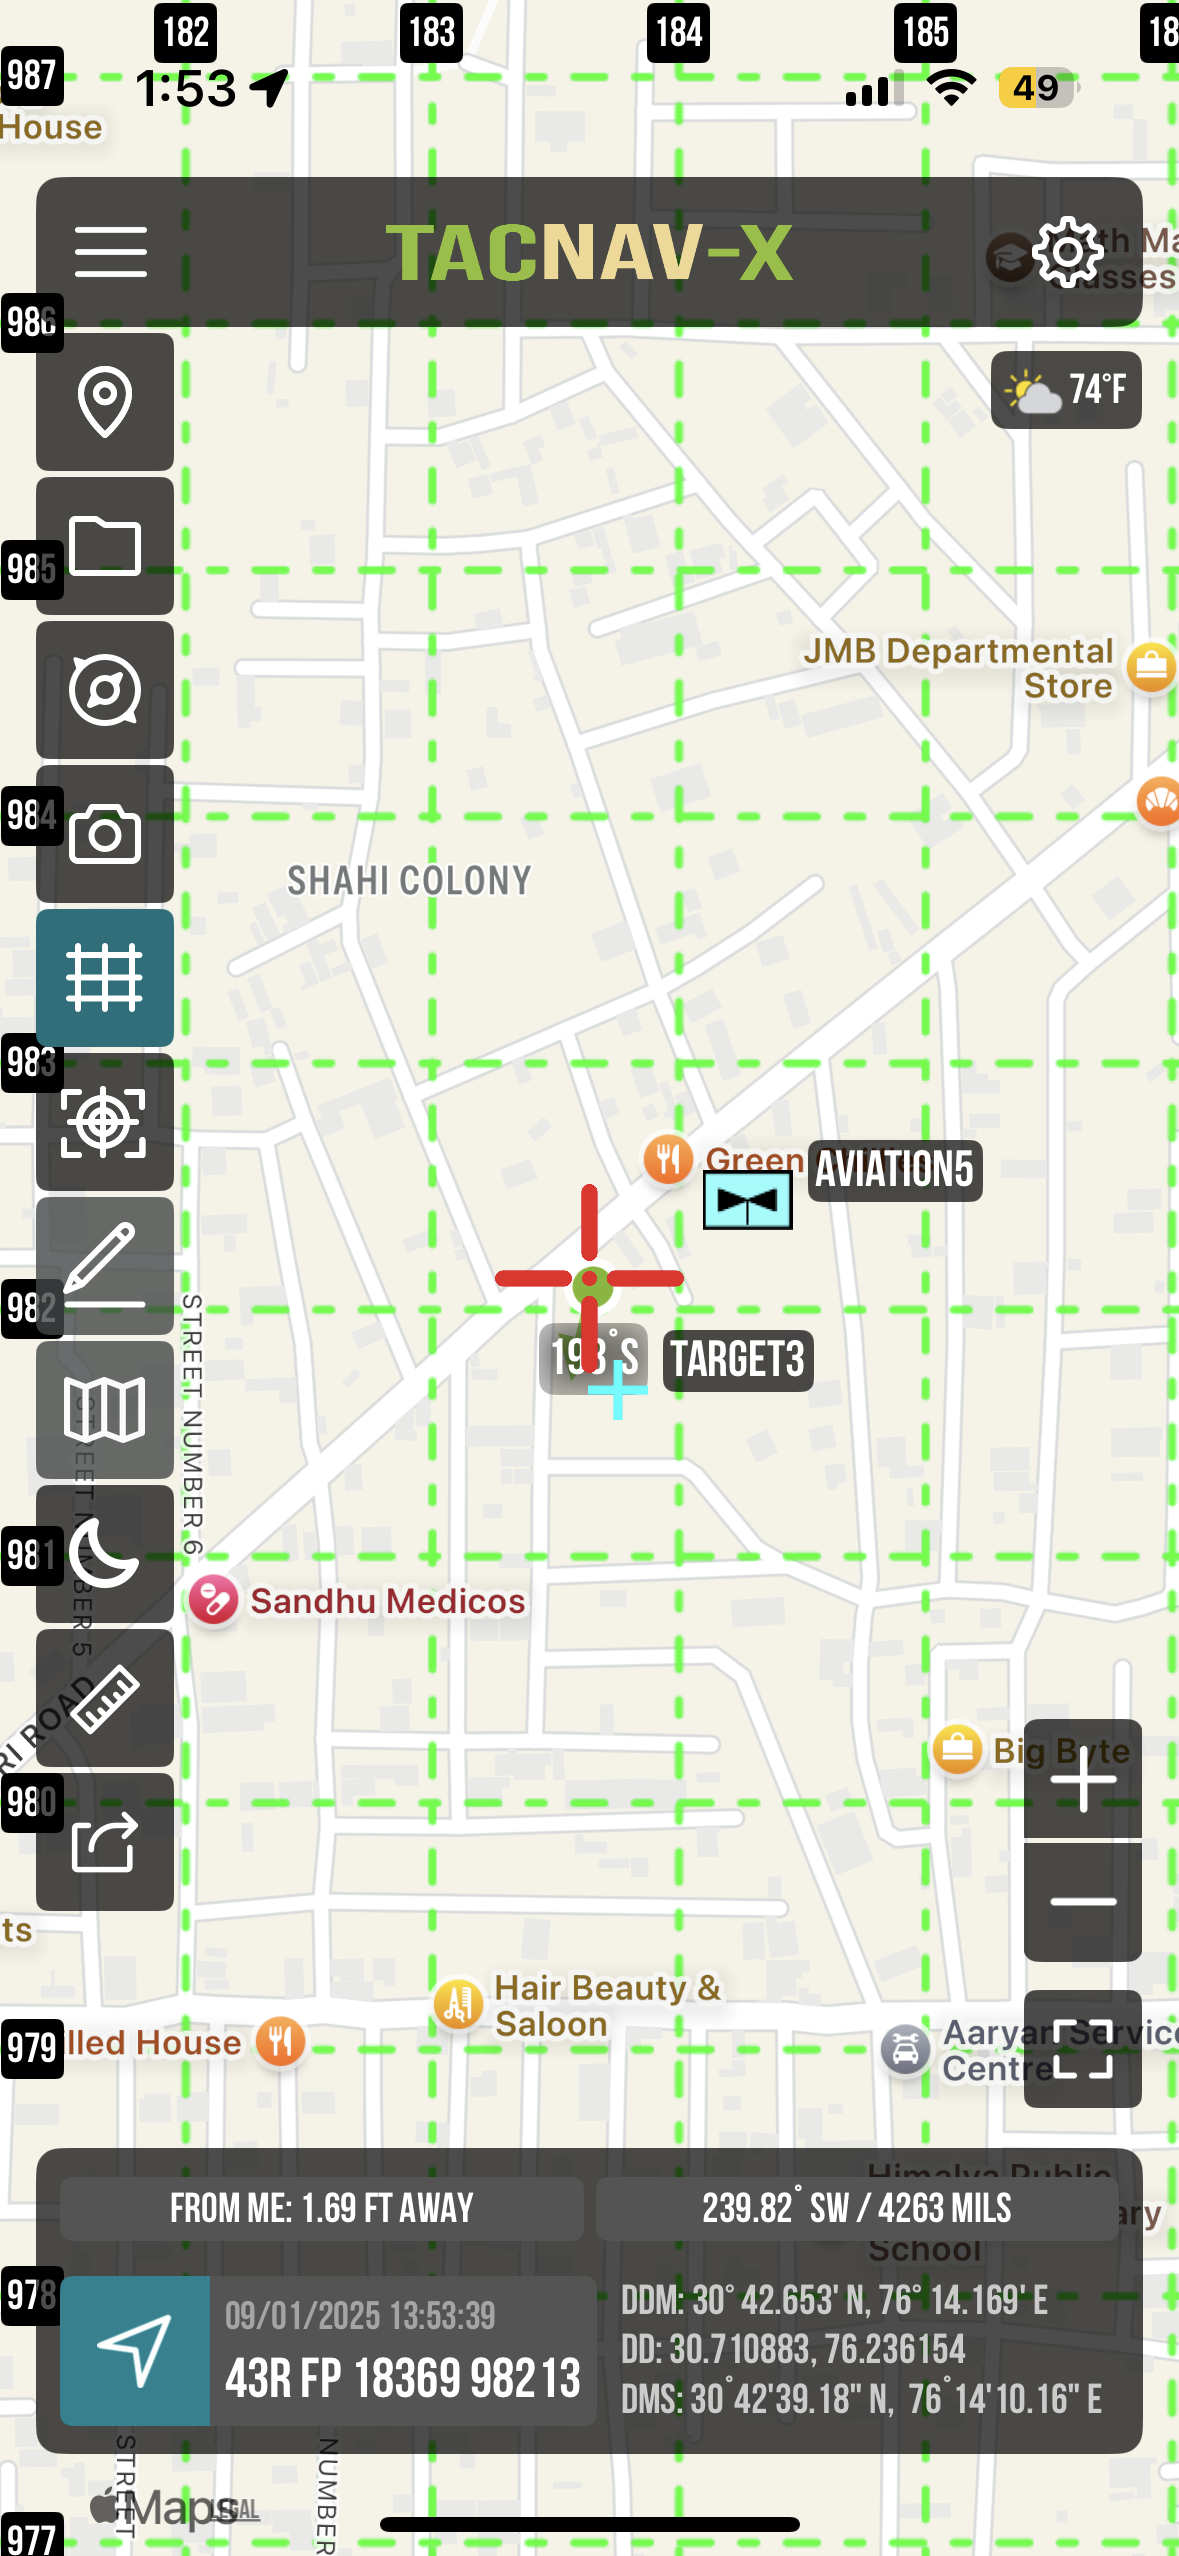 182
183
184
185
18
987
1:53
49
House
TACNAV-X
986
74°F
985
JMB Departmental
Store
984
SHAHI COLONY
983
Green
AVIATION5
982
193°S
TARGET3
STREET NUMBER 6
STREET NUMBER 5
981
Sandhu Medicos
RI ROAD
Big Byte
980
ts
Hair Beauty &
Saloon
979
illed House
Aaryan Service
Centre
Himalya Public
ary
School
FROM ME: 1.69 FT AWAY
239.82° SW / 4263 MILS
978
09/01/2025 13:53:39
43R FP 18369 98213
DDM: 30° 42.653' N, 76° 14.169' E
DD: 30.710883, 76.236154
DMS: 30°42'39.18" N, 76°14'10.16" E
STREET
NUMBER
Maps
LEGAL
977